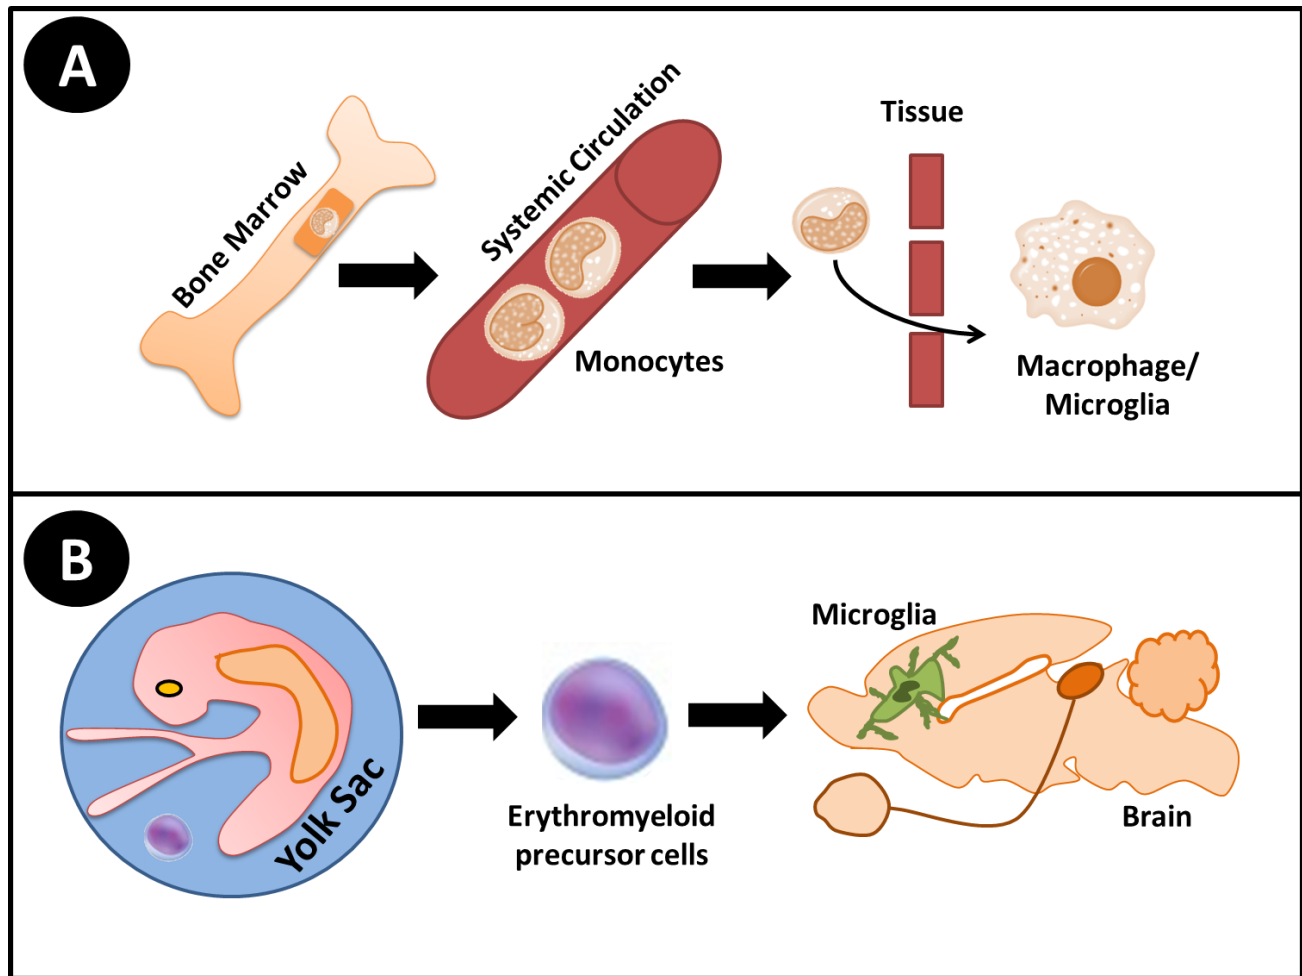 A
Bone Marrow
Systemic Circulation
Monocytes
Tissue
Macrophage/
Microglia
B
Yolk Sac
Erythromyeloid
precursor cells
Microglia
Brain